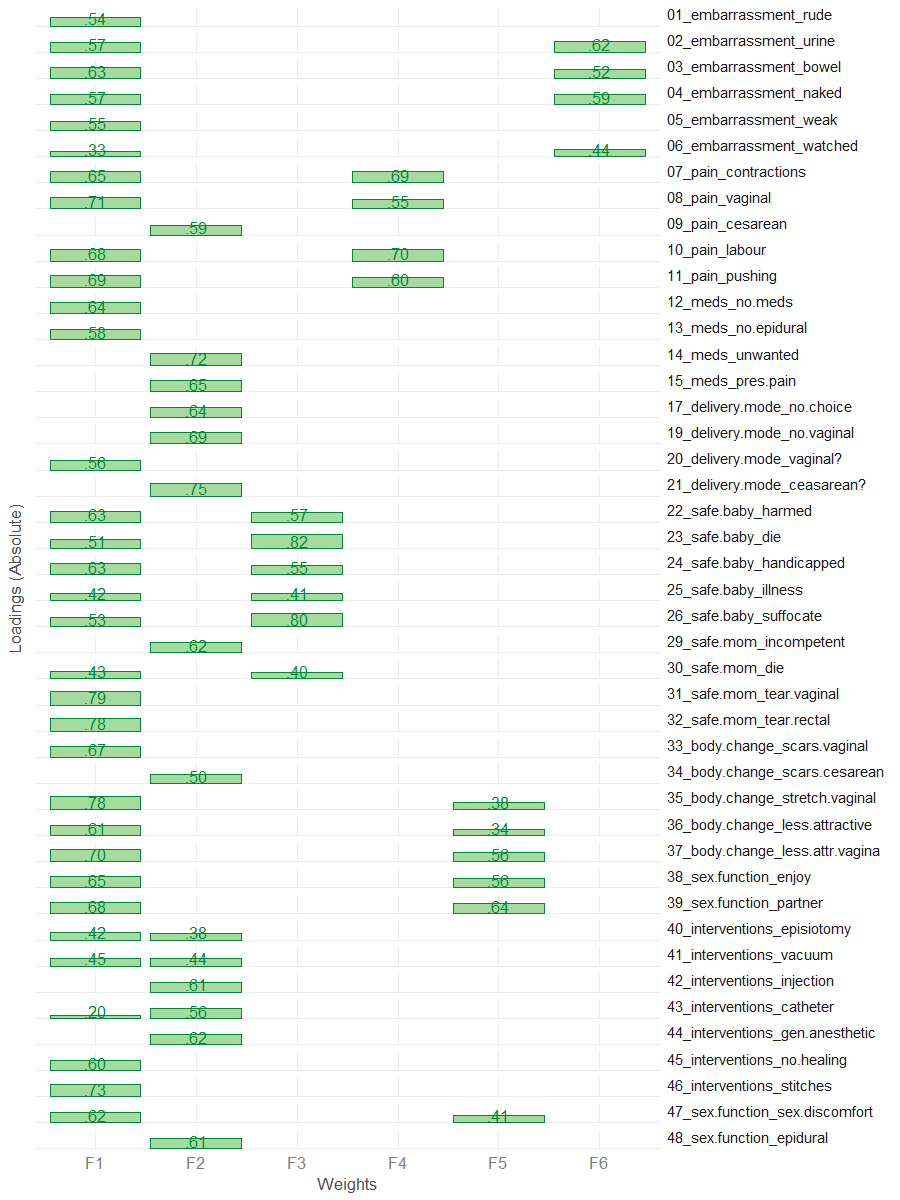 .54 01_embarrassment_rude
.57 .62 02_embarrassment_urine
.63 .52 03_embarrassment_bowel
.57 .59 04_embarrassment_naked
.55 05_embarrassment_weak
.33 .44 06_embarrassment_watched
.65 .69 07_pain_contractions
.71 .55 08_pain_vaginal
.59 09_pain_cesarean
.68 .70 10_pain_labour
.69 .60 11_pain_pushing
.64 12_meds_no.meds
.58 13_meds_no.epidural
.72 14_meds_unwanted
.65 15_meds_pres.pain
.64 17_delivery.mode_no.choice
.69 19_delivery.mode_no.vaginal
.56 20_delivery.mode_vaginal?
.75 21_delivery.mode_ceasarean?
.63 .57 22_safe.baby_harmed
.51 .82 23_safe.baby_die
.63 .55 24_safe.baby_handicapped
.42 .41 25_safe.baby_illness
.53 .80 26_safe.baby_suffocate
.62 29_safe.mom_incompetent
.43 .40 30_safe.mom_die
.79 31_safe.mom_tear.vaginal
.78 32_safe.mom_tear.rectal
.67 33_body.change_scars.vaginal
.50 34_body.change_scars.cesarean
.78 .38 35_body.change_stretch.vaginal
.61 .34 36_body.change_less.attractive
.70 .56 37_body.change_less.attr.vagina
.65 .56 38_sex.function_enjoy
.68 .64 39_sex.function_partner
.42 .38 40_interventions_episiotomy
.45 .44 41_interventions_vacuum
.61 42_interventions_injection
.20 .56 43_interventions_catheter
.62 44_interventions_gen.anesthetic
.60 45_interventions_no.healing
.73 46_interventions_stitches
.62 .41 47_sex.function_sex.discomfort
.61 48_sex.function_epidural
Loadings (Absolute)
F1 F2 F3 F4 F5 F6
Weights